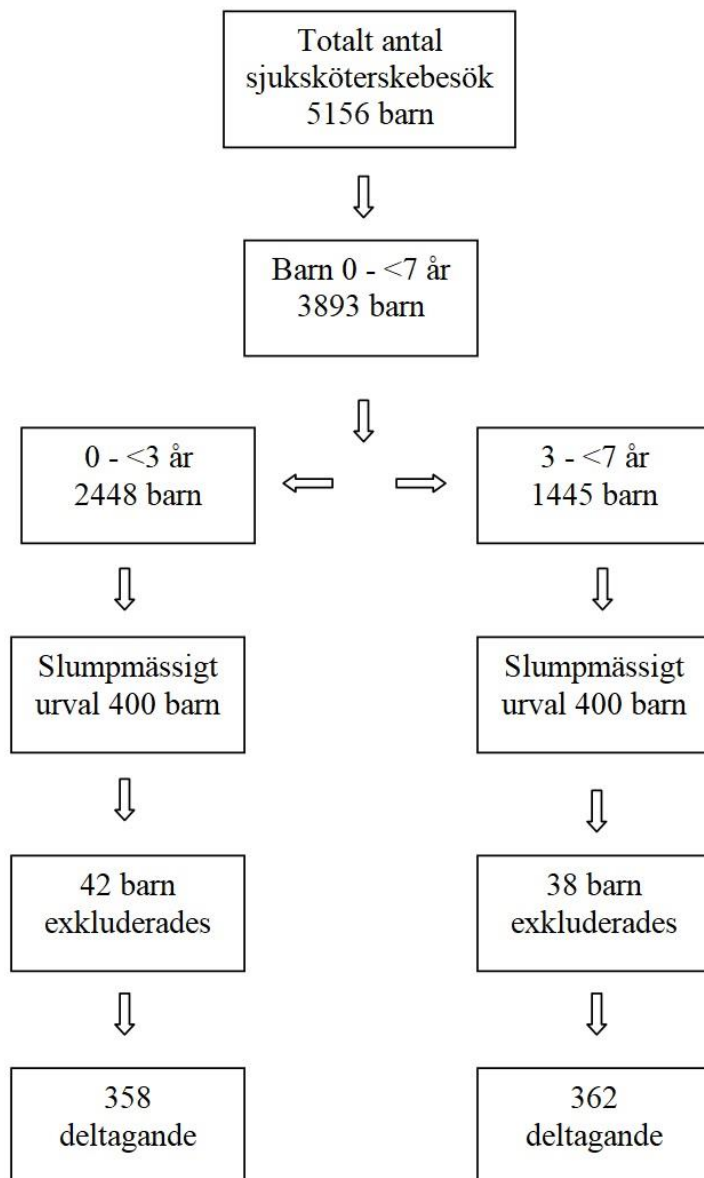 Totalt antal
sjuksköterskebesök
5156 barn
Barn 0 - <7 år
3893 barn
0 - <3 år
2448 barn
3 - <7 år
1445 barn
Slumpmässigt
urval 400 barn
Slumpmässigt
urval 400 barn
42 barn
exkluderades
38 barn
exkluderades
358
deltagande
362
deltagande